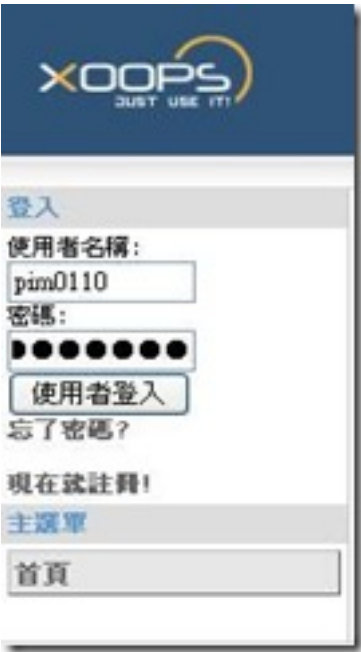 XOOPS
JUST USE IT!
登入
使用者名稱:
pim0110
密碼:
●●●●●●●
使用者登入
忘了密碼?
現在就註冊!
主選單
首頁